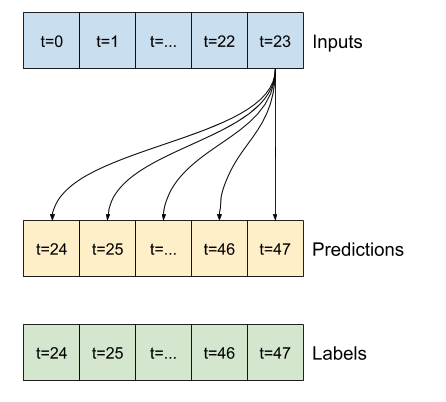 t=0 t=1 t=... t=22 t=23 Inputs
t=24 t=25 t=... t=46 t=47 Predictions
t=24 t=25 t=... t=46 t=47 Labels